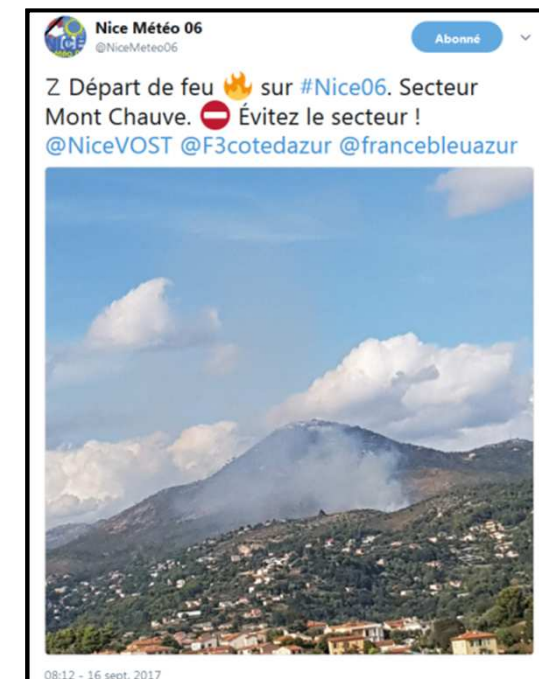 Nice Météo 06
@NiceMeteo06
Abonné
Z Départ de feu 🔥 sur #Nice06. Secteur
Mont Chauve. ⛔ Évitez le secteur !
@NiceVOST @F3cotedazur @francebleuazur
08:12 - 16 sept. 2017